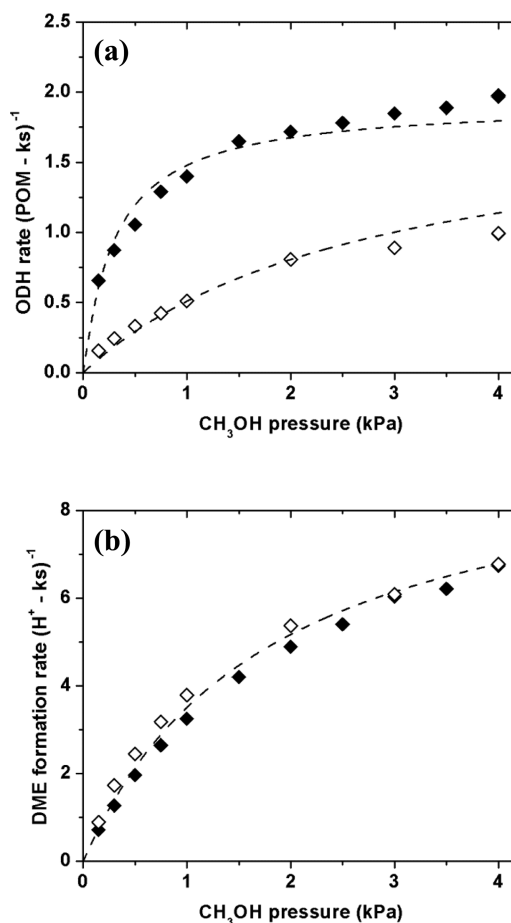 (a)
ODH rate (POM - ks)⁻¹
2.5
2.0
1.5
1.0
0.5
0.0
0 1 2 3 4
CH₃OH pressure (kPa)
(b)
DME formation rate (H⁺ - ks)⁻¹
8
6
4
2
0
0 1 2 3 4
CH₃OH pressure (kPa)